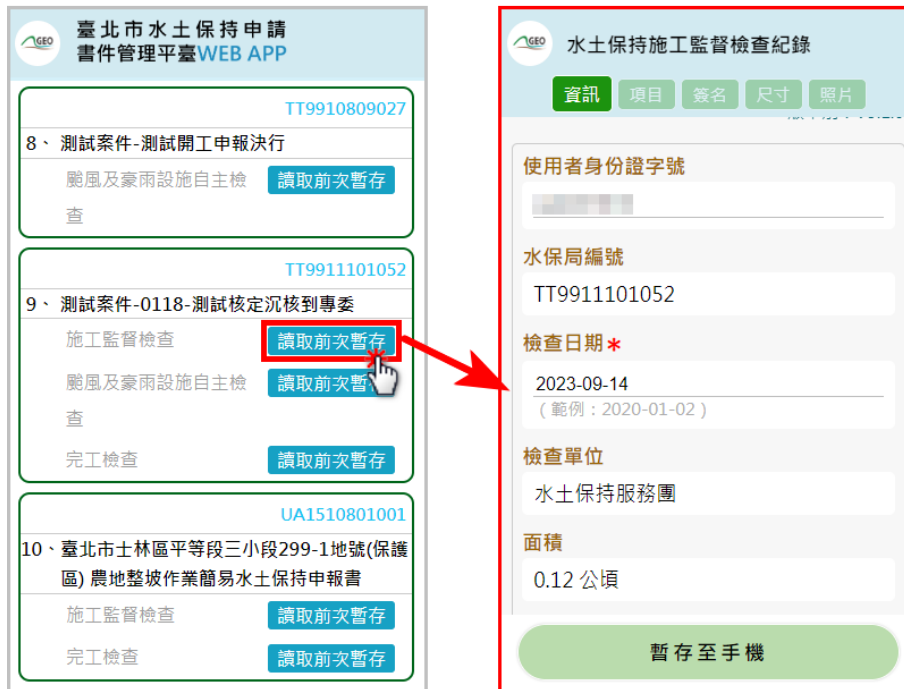 GEO
臺北市水土保持申請
書件管理平臺WEB APP
TT9910809027
8、 測試案件-測試開工申報決行
颱風及豪雨設施自主檢
查
讀取前次暫存
TT9911101052
9、 測試案件-0118-測試核定沉核到專委
施工監督檢查
讀取前次暫存
颱風及豪雨設施自主檢
查
讀取前次暫存
完工檢查
讀取前次暫存
UA1510801001
10、臺北市士林區平等段三小段299-1地號(保護
區) 農地整坡作業簡易水土保持申報書
施工監督檢查
讀取前次暫存
完工檢查
讀取前次暫存
GEO
水土保持施工監督檢查紀錄
資訊 項目 簽名 尺寸 照片
使用者身份證字號
水保局編號
TT9911101052
檢查日期*
2023-09-14
(範例:2020-01-02)
檢查單位
水土保持服務團
面積
0.12 公頃
暫存至手機